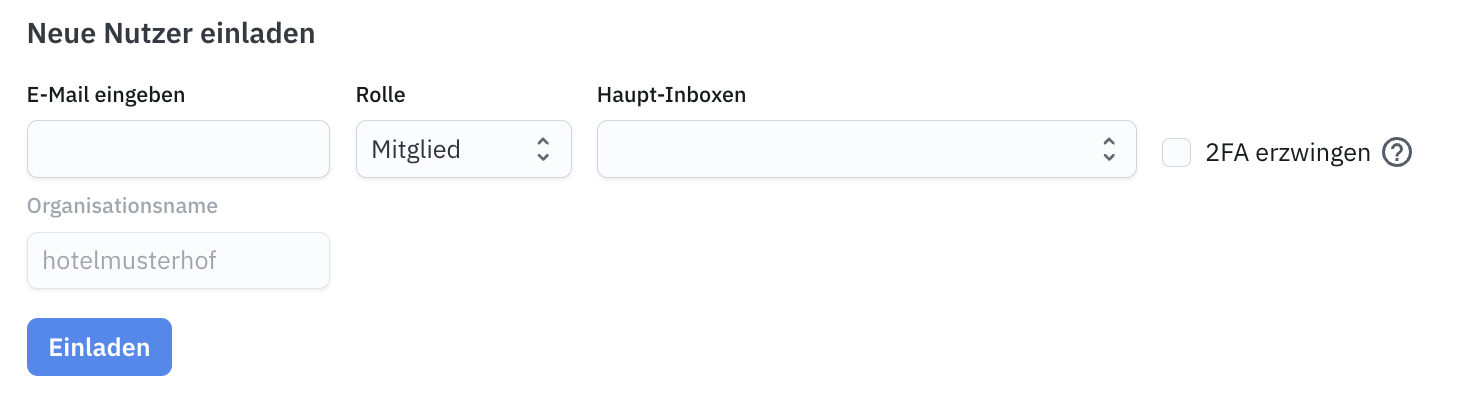 Neue Nutzer einladen
E-Mail eingeben Rolle Haupt-Inboxen
Mitglied 2FA erzwingen ?
Organisationsname
hotelmusterhof
Einladen